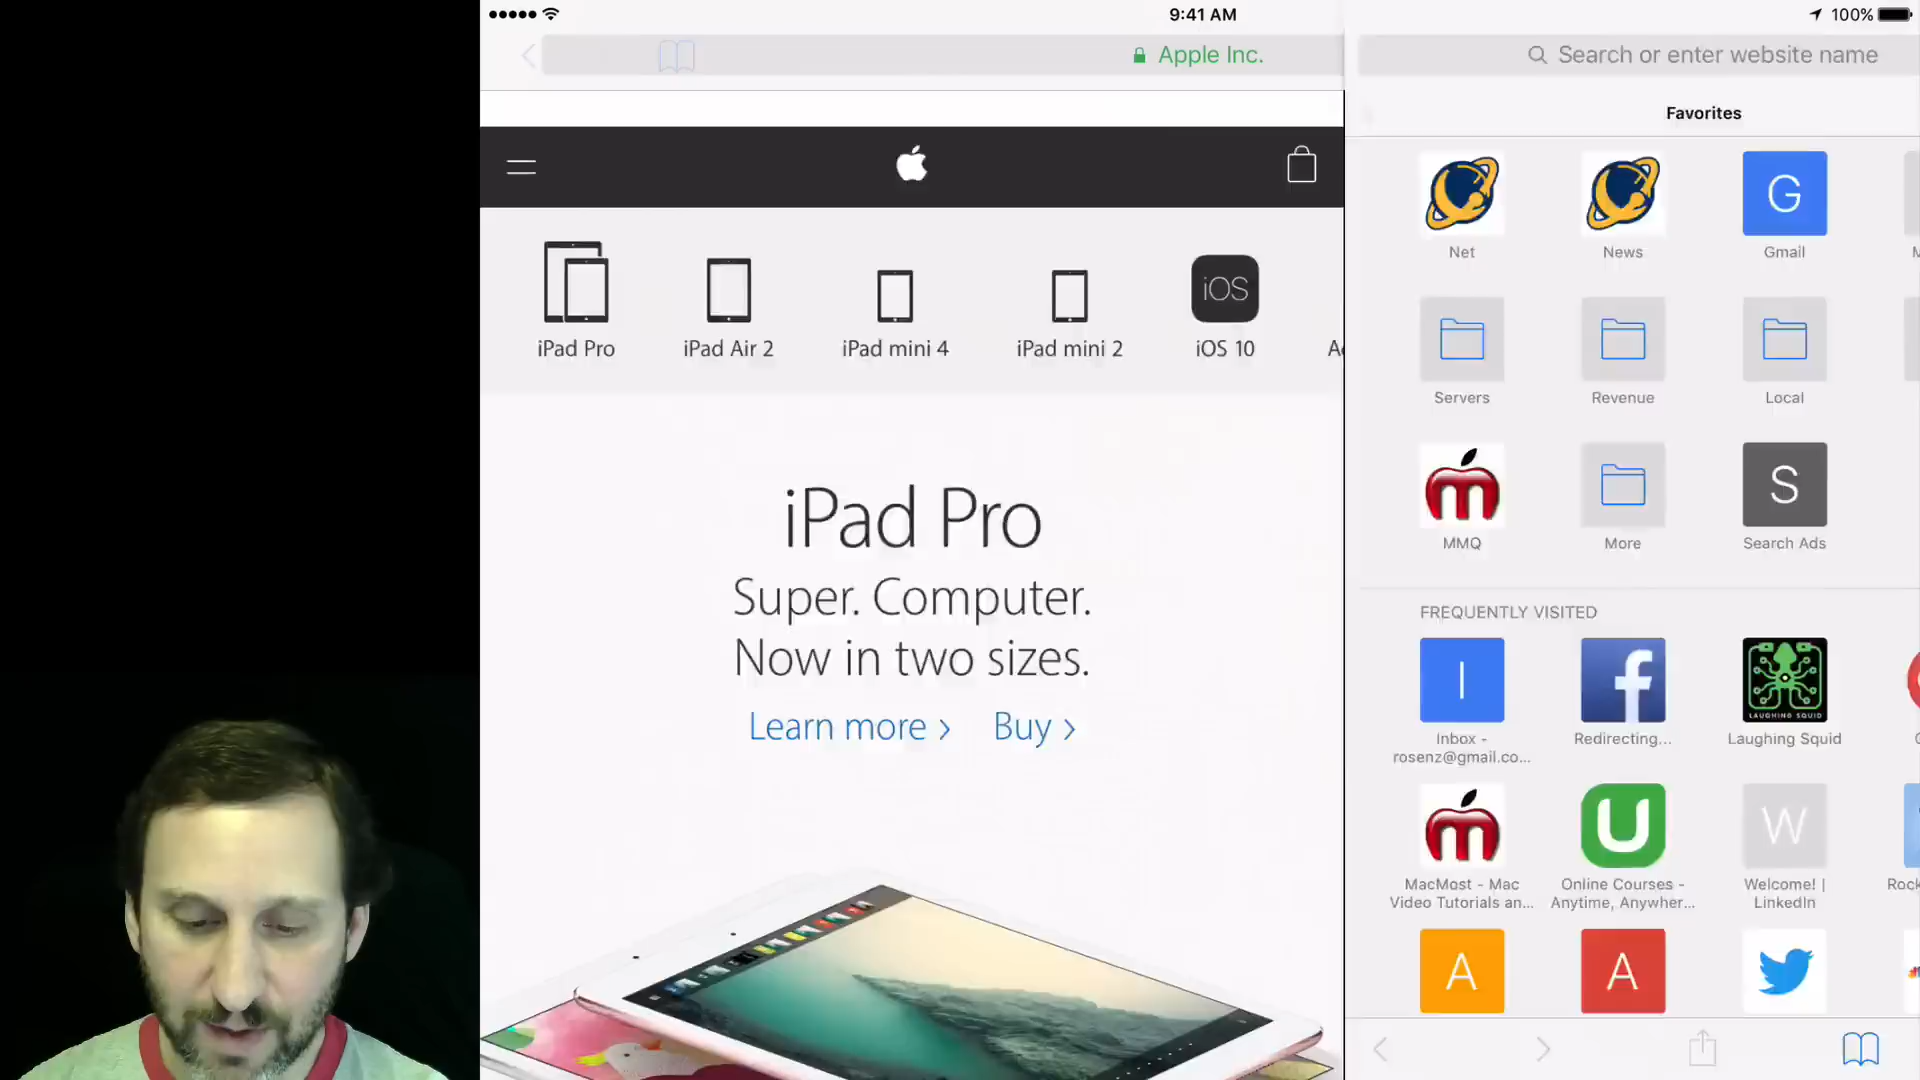 9:41 AM
100%
Apple Inc.
Search or enter website name
Favorites
Net
News
Gmail
G
iOS
iPad Pro
iPad Air 2
iPad mini 4
iPad mini 2
iOS 10
Servers
Revenue
Local
iPad Pro
Super. Computer.
Now in two sizes.
Learn more >
Buy >
S
MMQ
More
Search Ads
FREQUENTLY VISITED
I
f
LAUGHING SQUID
Inbox -
rosenz@gmail.co...
Redirecting...
Laughing Squid
m
U
W
MacMost - Mac
Video Tutorials an...
Online Courses -
Anytime, Anywher...
Welcome! |
LinkedIn
Rock
A
A